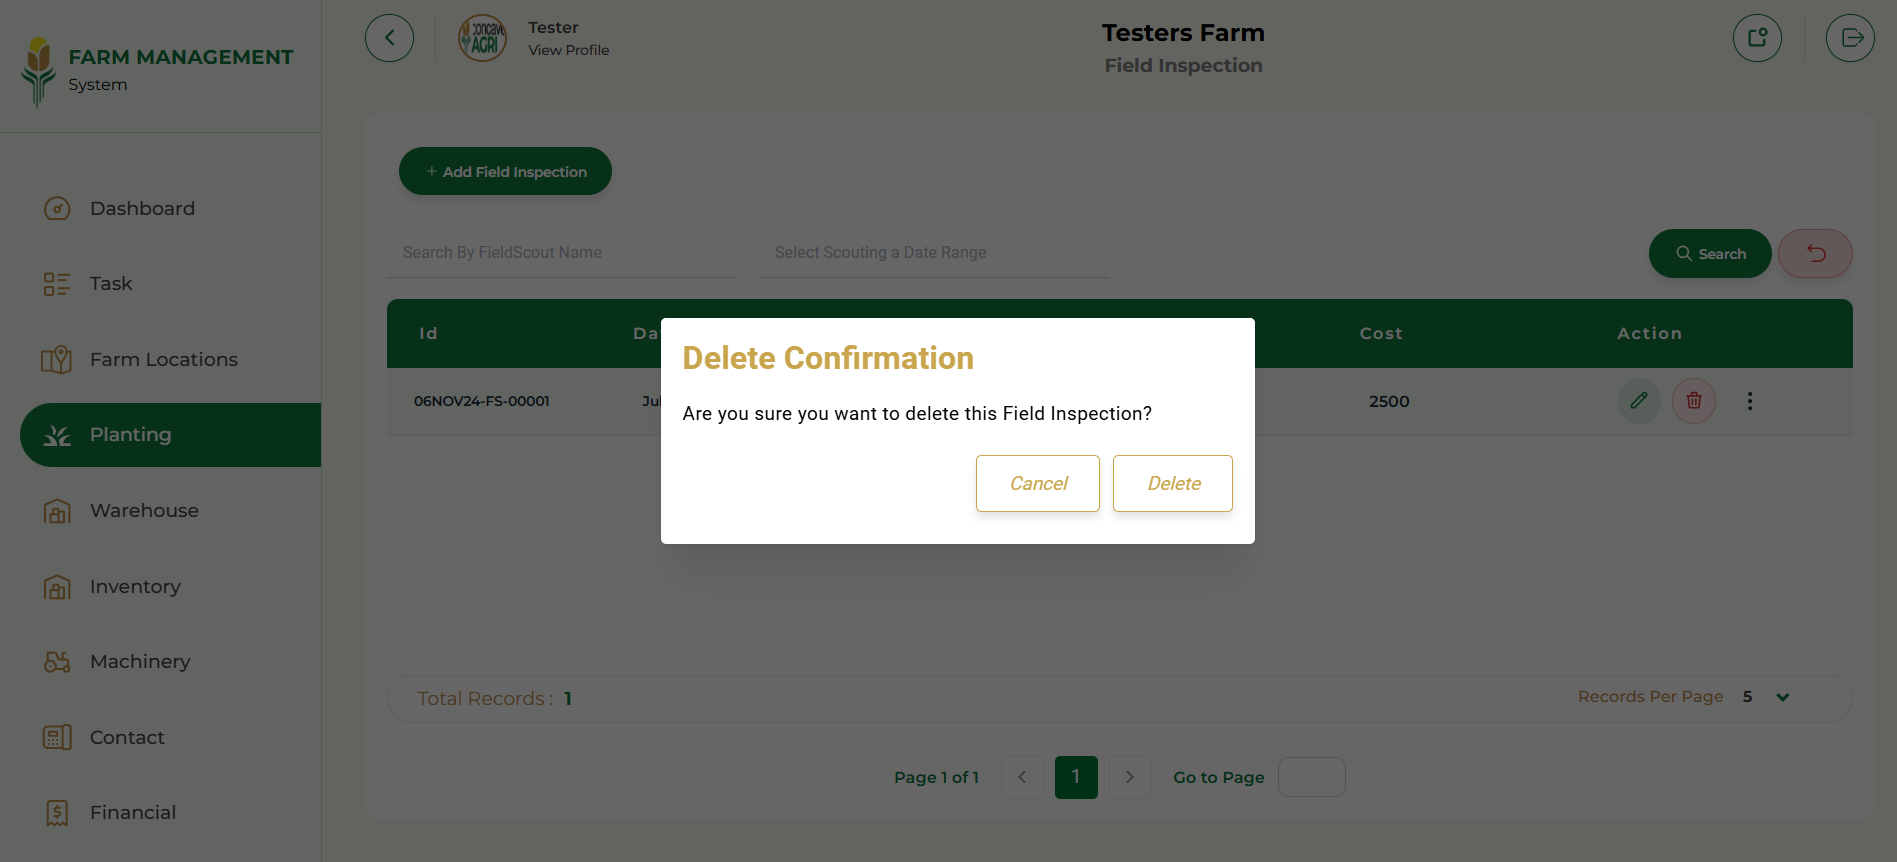 FARM MANAGEMENT
System
Dashboard
Task
Farm Locations
Planting
Warehouse
Inventory
Machinery
Contact
Financial
AGRI
Tester
View Profile
Testers Farm
Field Inspection
+ Add Field Inspection
Search By FieldScout Name
Select Scouting a Date Range
Search
Id
Cost
Action
06NOV24-FS-00001
2500
Delete Confirmation
Are you sure you want to delete this Field Inspection?
Cancel
Delete
Total Records : 1
Records Per Page 5
Page 1 of 1
1
Go to Page